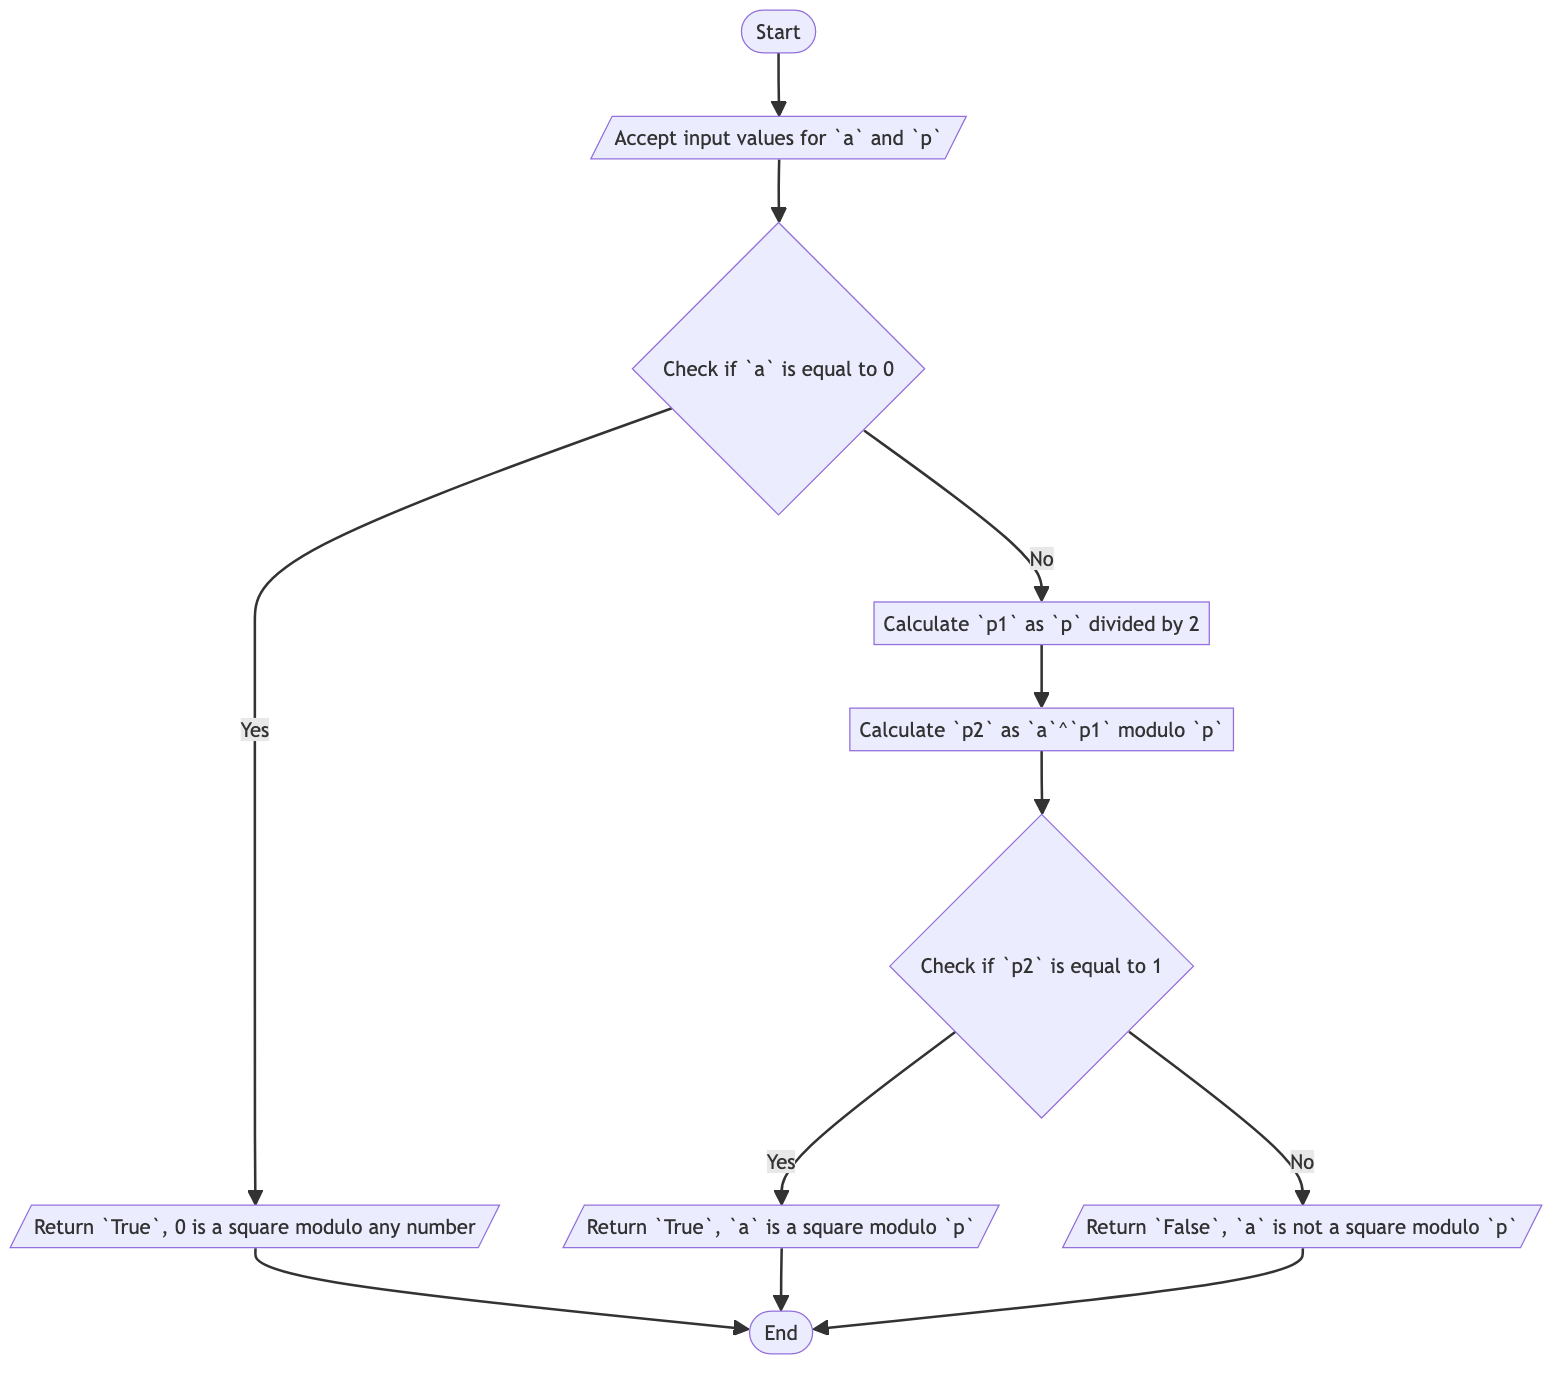 Start
Accept input values for `a` and `p`
Check if `a` is equal to 0
No
Calculate `p1` as `p` divided by 2
Yes
Calculate `p2` as `a`^`p1` modulo `p`
Check if `p2` is equal to 1
Yes
No
Return `True`, 0 is a square modulo any number
Return `True`, `a` is a square modulo `p`
Return `False`, `a` is not a square modulo `p`
End